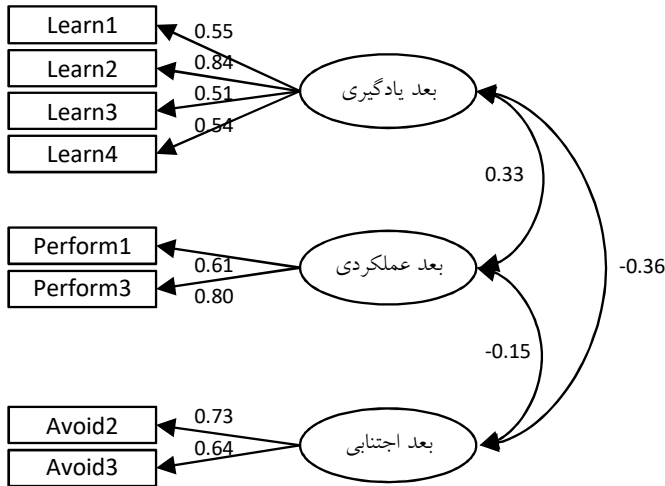 Learn1
0.55
Learn2
0.84
بعد یادگیری
Learn3
0.51
Learn4
0.54
0.33
Perform1
0.61
بعد عملکردی
-0.36
Perform3
0.80
-0.15
Avoid2
0.73
بعد اجتنابی
Avoid3
0.64